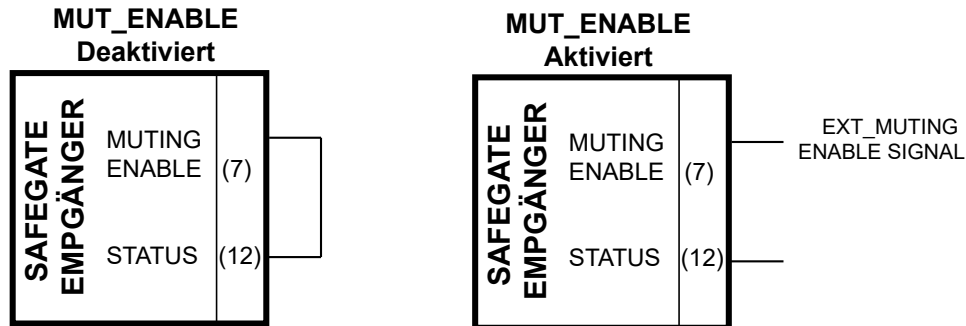 MUT_ENABLE
Deaktiviert
SAFEGATE
EMPGÄNGER
MUTING
ENABLE
(7)
STATUS
(12)
MUT_ENABLE
Aktiviert
SAFEGATE
EMPGÄNGER
MUTING
ENABLE
(7)
STATUS
(12)
EXT_MUTING
ENABLE SIGNAL